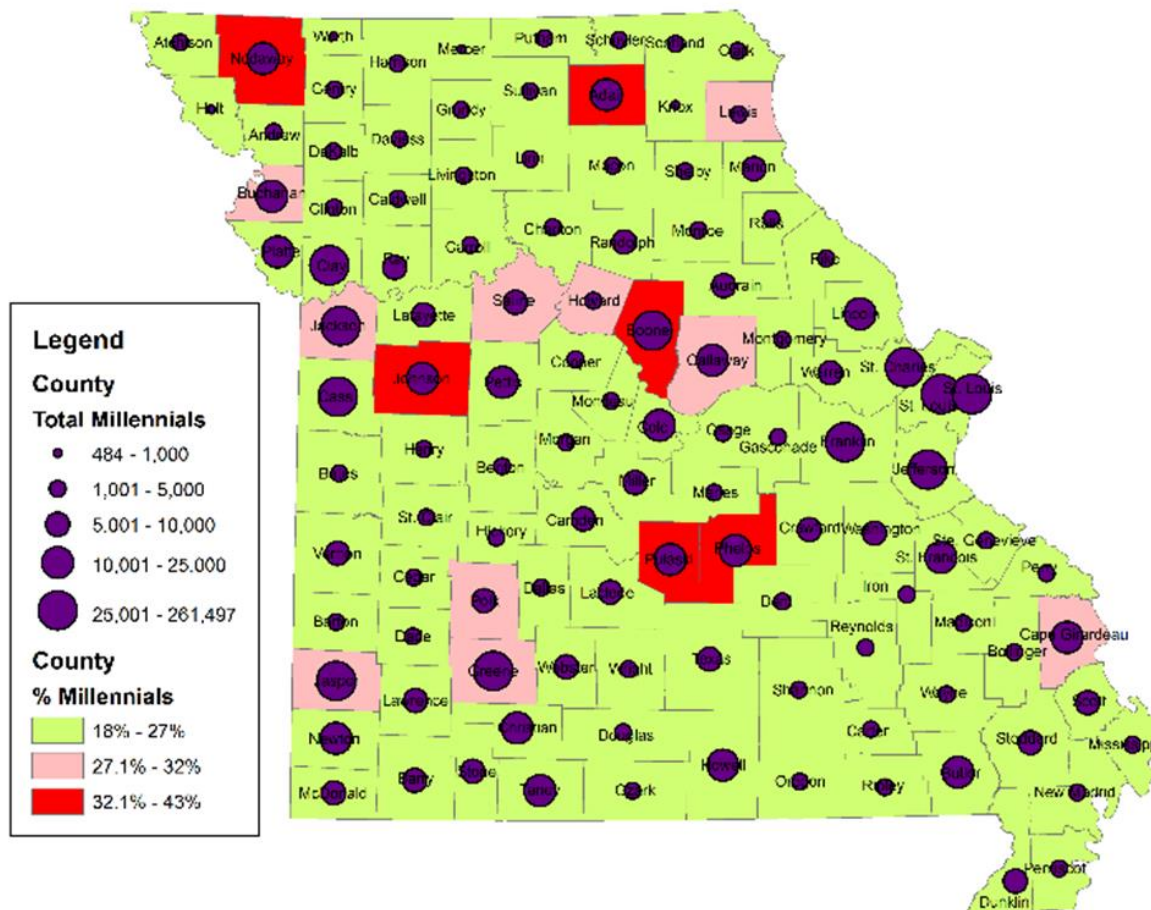 Atchison
Nodaway
Worth
Harrison
Mercer
Putnam
Schuyler
Scotland
Clark
Gentry
Sullivan
Adair
Knox
Lewis
Holt
Andrew
DeKalb
Daviess
Grundy
Linn
Macon
Shelby
Marion
Livingston
Buchanan
Clinton
Caldwell
Chariton
Randolph
Monroe
Ralls
Platte
Clay
Ray
Carroll
Pike
Audrain
Saline
Howard
Boone
Lincoln
Jackson
Lafayette
Callaway
Montgomery
Johnson
Pettis
Cooper
Warren
St. Charles
St. Louis
St. Louis
Cass
Moniteau
Cole
Osage
Gasconade
Franklin
Jefferson
Henry
Morgan
Bates
Benton
Miller
Maries
St. Clair
Hickory
Camden
Pulaski
Phelps
Crawford
Washington
Ste. Genevieve
St. Francois
Vernon
Cedar
Polk
Dallas
Laclede
Dent
Iron
Perry
Barton
Dade
Reynolds
Madison
Cape Girardeau
Bollinger
Jasper
Greene
Webster
Wright
Texas
Shannon
Wayne
Lawrence
Scott
Newton
Christian
Douglas
Carter
Stoddard
Mississippi
McDonald
Barry
Stone
Taney
Ozark
Howell
Oregon
Ripley
Butler
New Madrid
Pemiscot
Dunklin
Legend
County
Total Millennials
484 - 1,000
1,001 - 5,000
5,001 - 10,000
10,001 - 25,000
25,001 - 261,497
County
% Millennials
18% - 27%
27.1% - 32%
32.1% - 43%